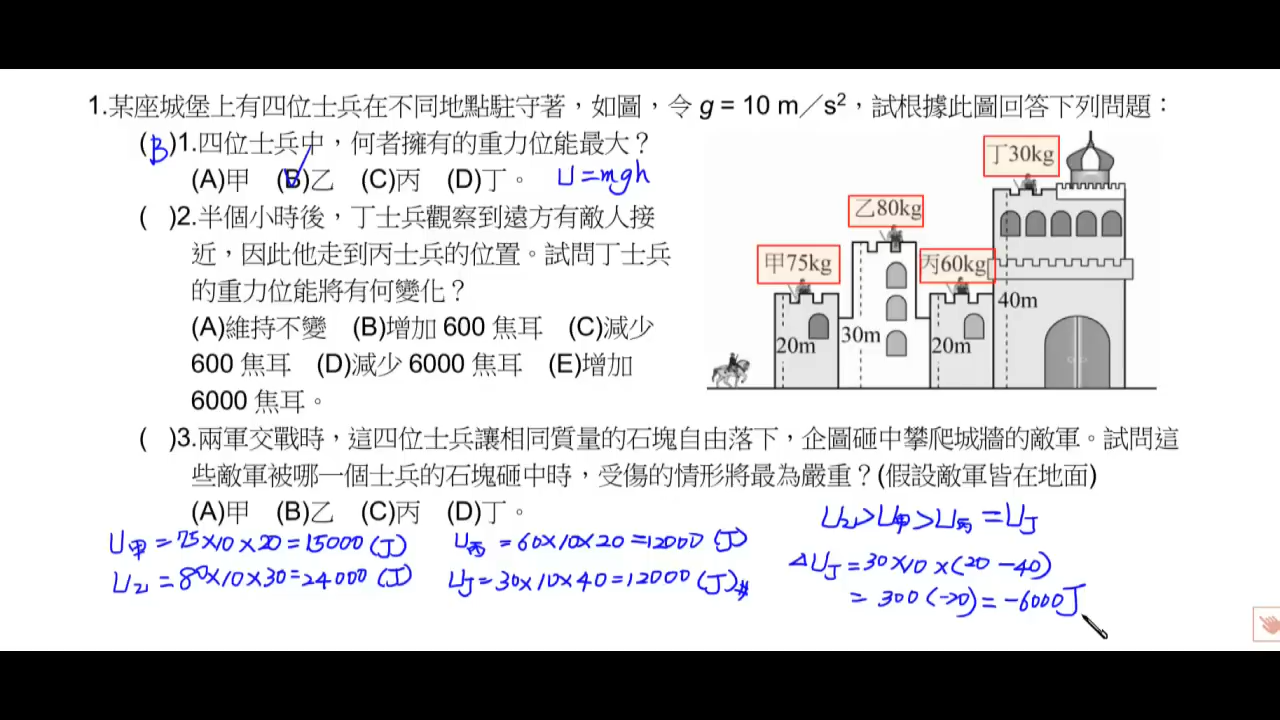 1.某座城堡上有四位士兵在不同地點駐守著，如圖，令 g = 10 m／s²，試根據此圖回答下列問題：
(B)1.四位士兵中，何者擁有的重力位能最大？
(A)甲 (B)乙 (C)丙 (D)丁。 U=mgh
( )2.半個小時後，丁士兵觀察到遠方有敵人接
近，因此他走到丙士兵的位置。試問丁士兵
的重力位能將有何變化？
(A)維持不變 (B)增加 600 焦耳 (C)減少
600 焦耳 (D)減少 6000 焦耳 (E)增加
6000 焦耳。
丁30kg
乙80kg
甲75kg
丙60kg
40m
30m
20m
20m
( )3.兩軍交戰時，這四位士兵讓相同質量的石塊自由落下，企圖砸中攀爬城牆的敵軍。試問這
些敵軍被哪一個士兵的石塊砸中時，受傷的情形將最為嚴重？(假設敵軍皆在地面)
(A)甲 (B)乙 (C)丙 (D)丁。
U甲=75×10×20=15000 (J)
U乙=80×10×30=24000 (J)
U丙=60×10×20=12000 (J)
U丁=30×10×40=12000 (J)#
U乙>U甲>U丙=U丁
ΔU丁=30×10×(20-40)
=300(-20)=-6000J